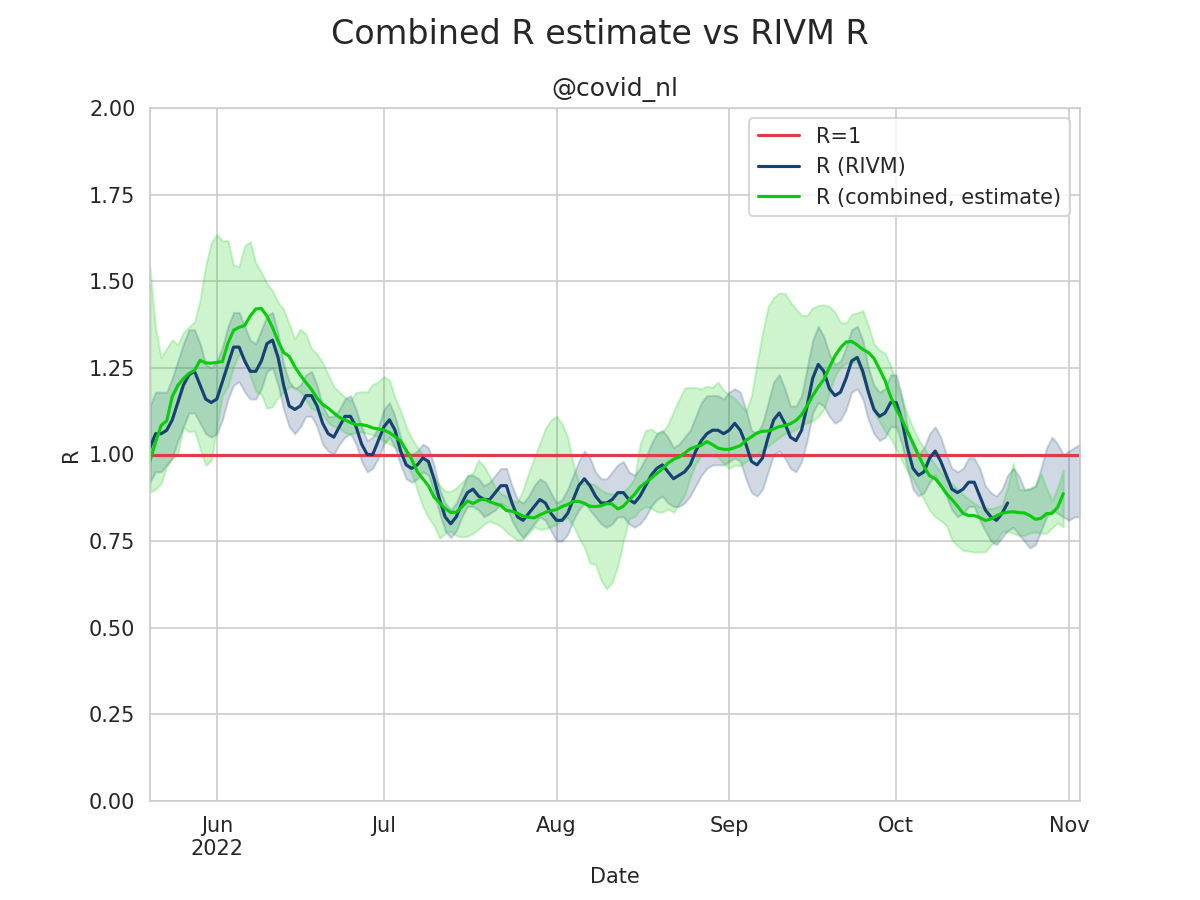 Combined R estimate vs RIVM R
@covid_nl
R=1
R (RIVM)
R (combined, estimate)
2.00
1.75
1.50
1.25
1.00
0.75
0.50
0.25
0.00
R
Jun Jul Aug Sep Oct Nov
2022
Date